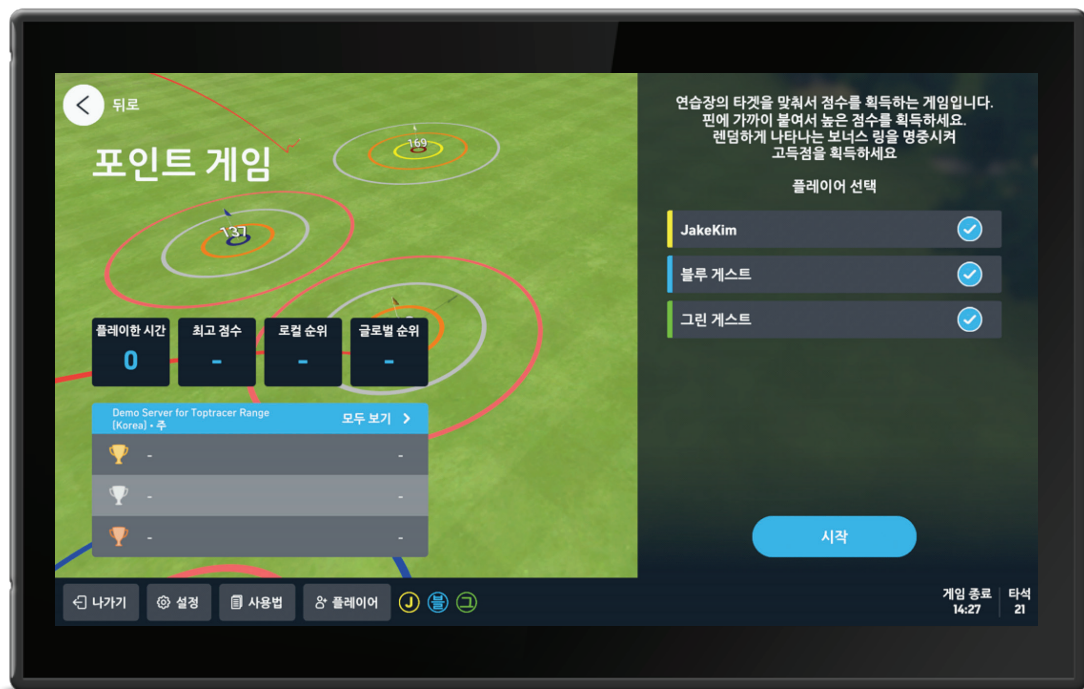 뒤로
포인트 게임
169
137
플레이한 시간
0
최고 점수
-
로컬 순위
-
글로벌 순위
-
Demo Server for Toptracer Range
(Korea) • 주
모두 보기
- -
- -
- -
연습장의 타겟을 맞춰서 점수를 획득하는 게임입니다.
핀에 가까이 붙여서 높은 점수를 획득하세요.
렌덤하게 나타나는 보너스 링을 명중시켜
고득점을 획득하세요
플레이어 선택
JakeKim
블루 게스트
그린 게스트
시작
나가기
설정
사용법
플레이어
J
블
그
게임 종료
14:27
타석
21